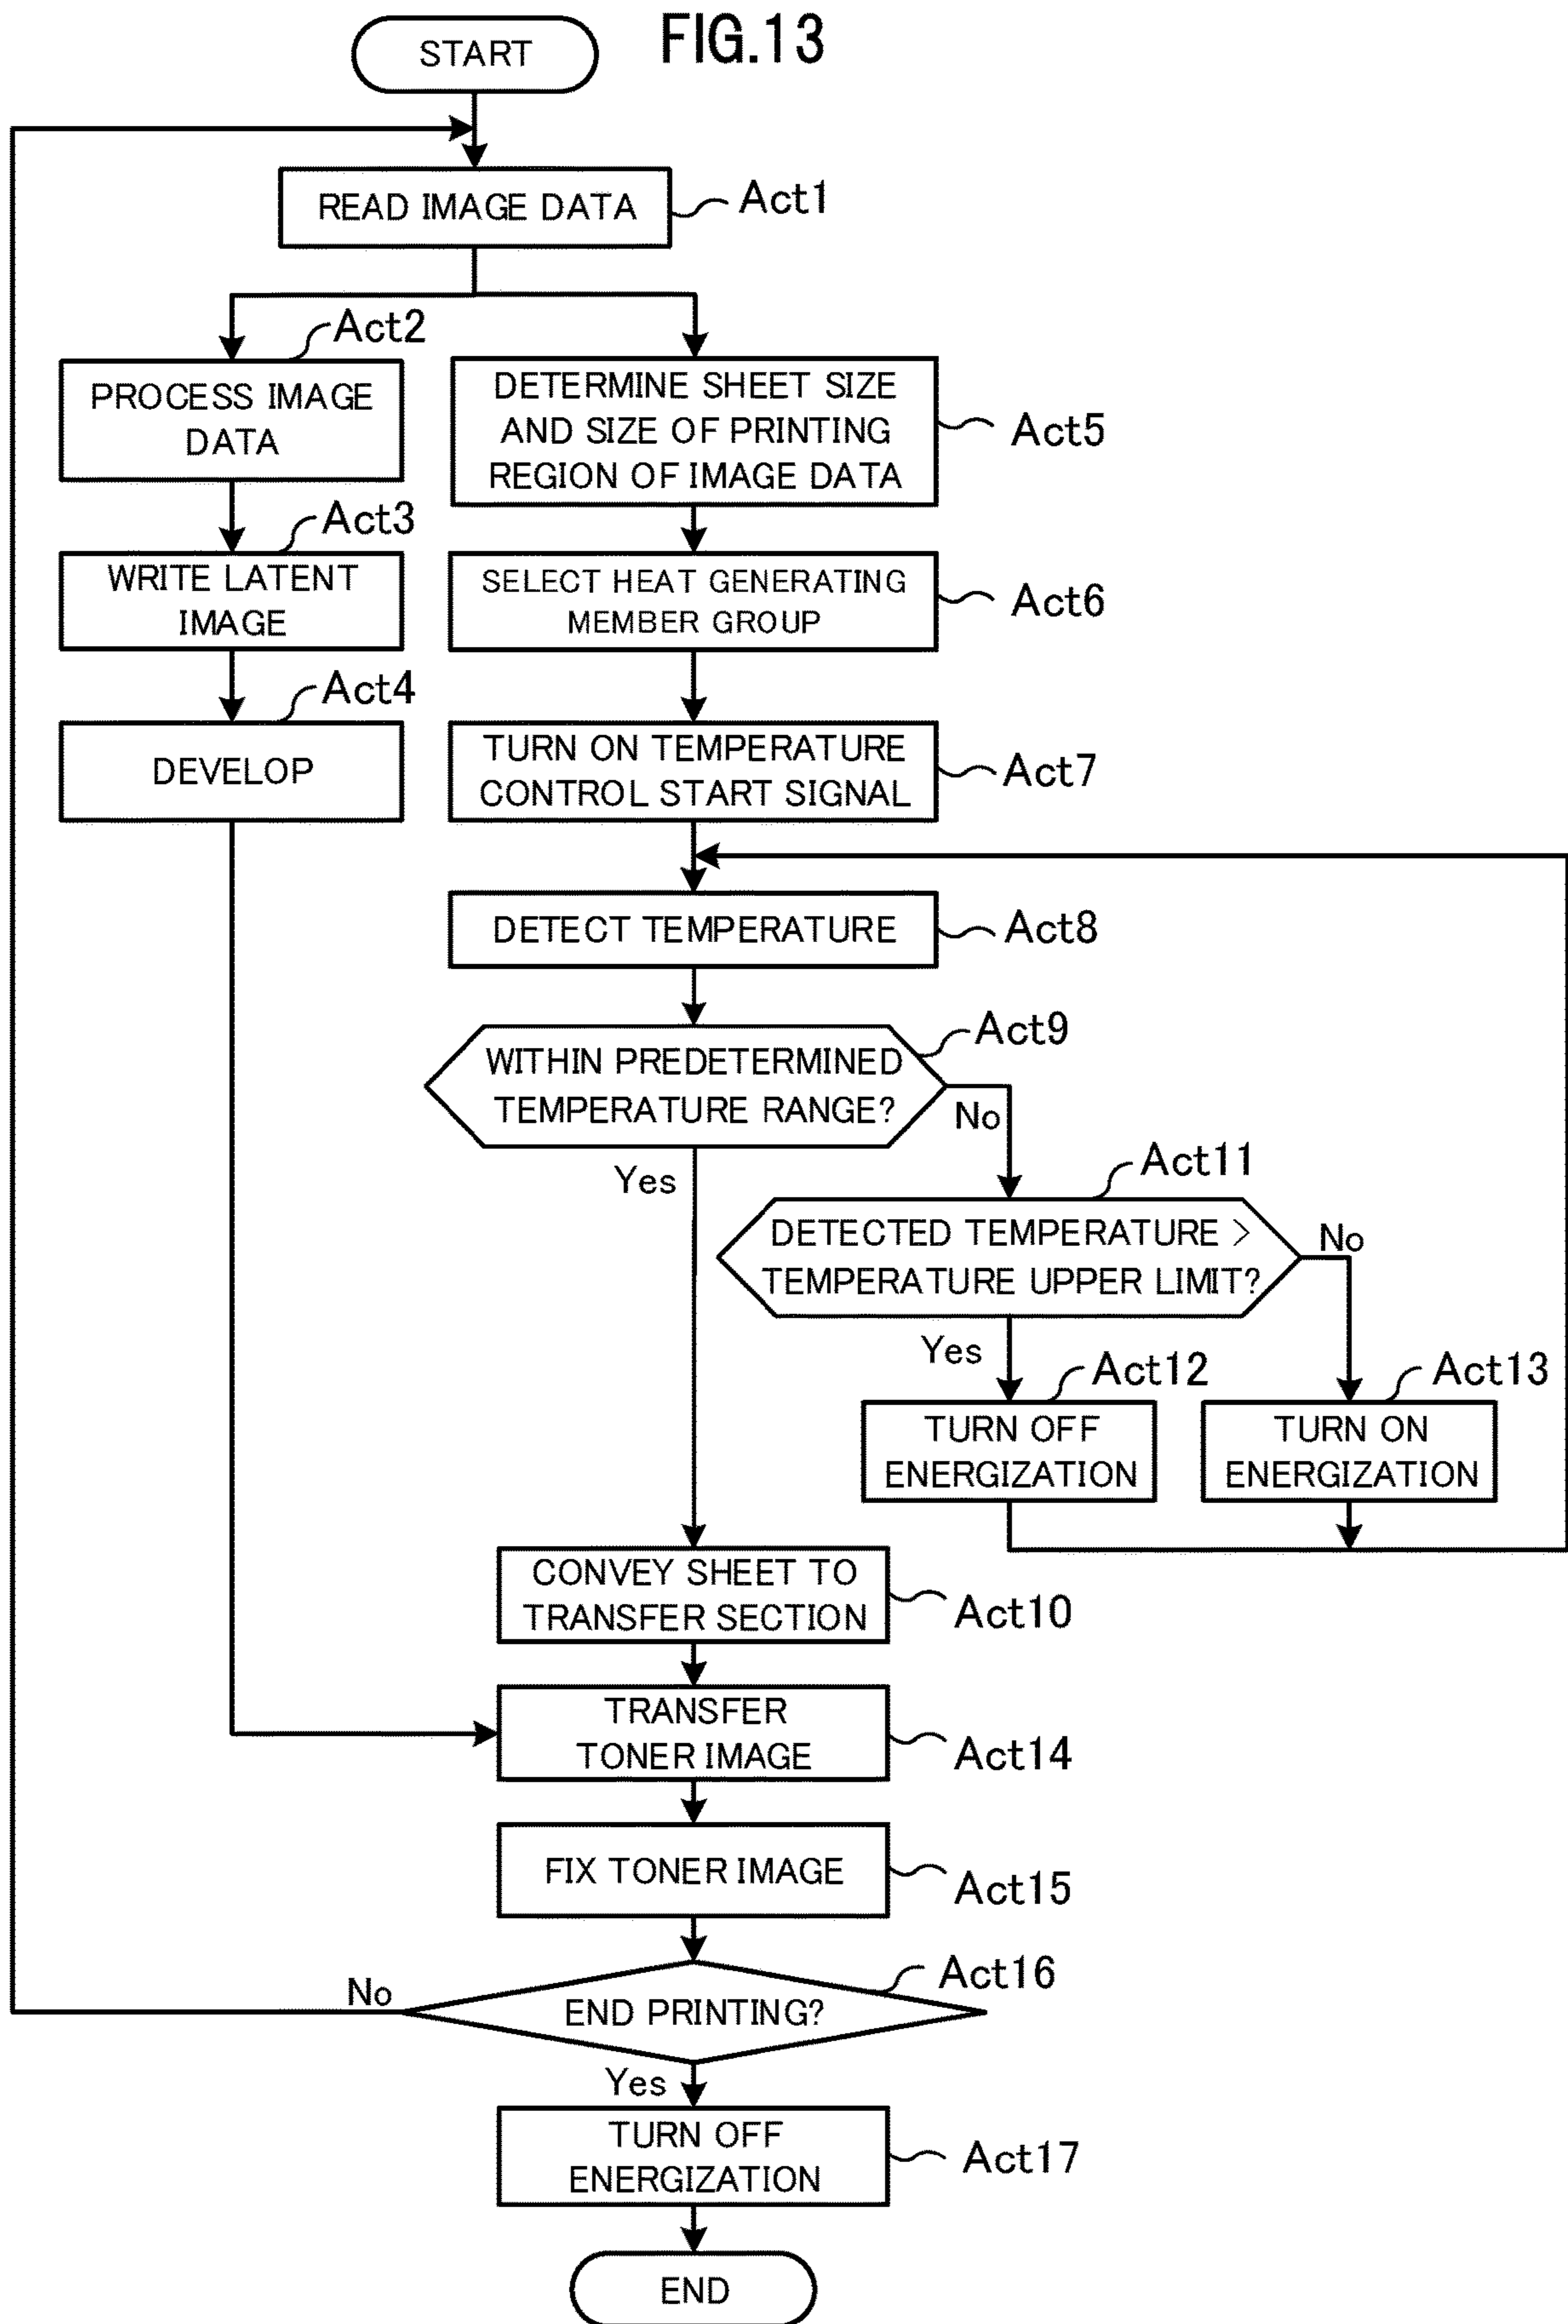 FIG.13
START
READ IMAGE DATA
Act1
Act2
PROCESS IMAGE
DATA
Act3
WRITE LATENT
IMAGE
Act4
DEVELOP
DETERMINE SHEET SIZE
AND SIZE OF PRINTING
REGION OF IMAGE DATA
Act5
SELECT HEAT GENERATING
MEMBER GROUP
Act6
TURN ON TEMPERATURE
CONTROL START SIGNAL
Act7
DETECT TEMPERATURE
Act8
Act9
WITHIN PREDETERMINED
TEMPERATURE RANGE?
No
Yes
Act11
DETECTED TEMPERATURE >
TEMPERATURE UPPER LIMIT?
No
Yes
Act12
TURN OFF
ENERGIZATION
Act13
TURN ON
ENERGIZATION
CONVEY SHEET TO
TRANSFER SECTION
Act10
TRANSFER
TONER IMAGE
Act14
FIX TONER IMAGE
Act15
Act16
END PRINTING?
No
Yes
TURN OFF
ENERGIZATION
Act17
END